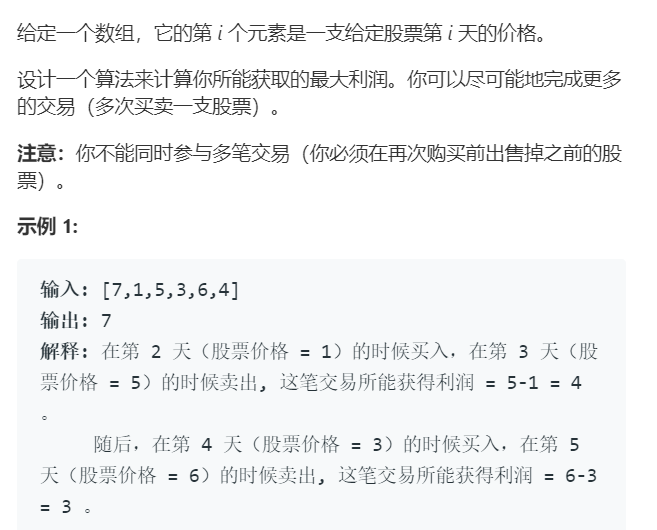 给定一个数组，它的第 i 个元素是一支给定股票第 i 天的价格。
设计一个算法来计算你所能获取的最大利润。你可以尽可能地完成更多
的交易（多次买卖一支股票）。
注意：你不能同时参与多笔交易（你必须在再次购买前出售掉之前的股
票）。
示例 1:
输入: [7,1,5,3,6,4]
输出: 7
解释: 在第 2 天（股票价格 = 1）的时候买入，在第 3 天（股
票价格 = 5）的时候卖出, 这笔交易所能获得利润 = 5-1 = 4
。
随后，在第 4 天（股票价格 = 3）的时候买入，在第 5
天（股票价格 = 6）的时候卖出, 这笔交易所能获得利润 = 6-3
= 3 。